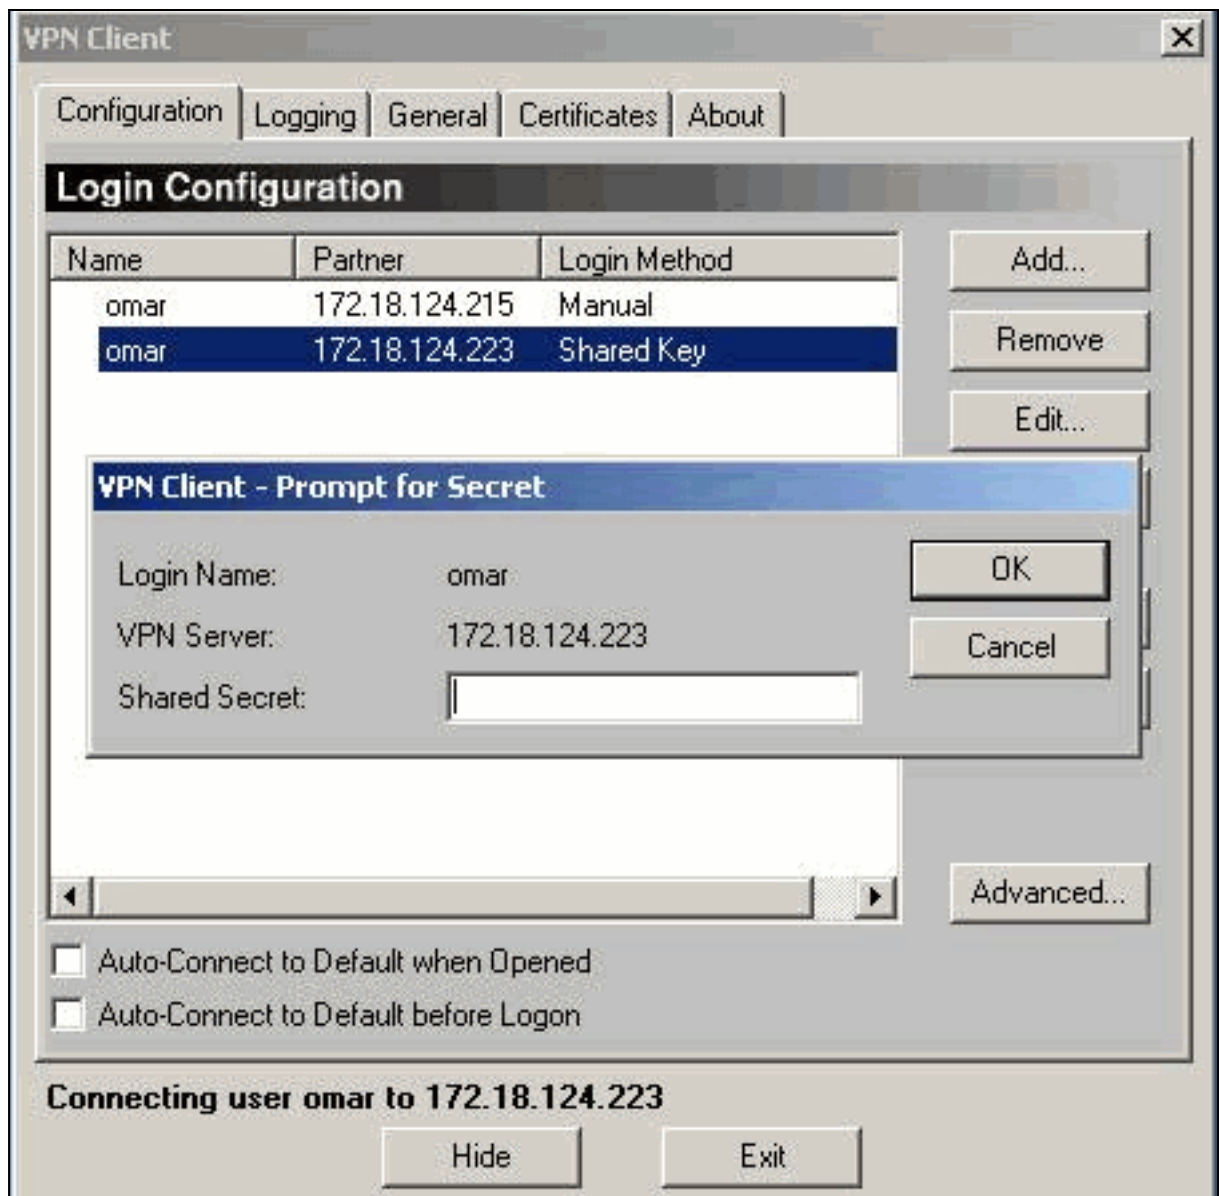 VPN Client
Configuration Logging General Certificates About
Login Configuration
Name Partner Login Method
omar 172.18.124.215 Manual
omar 172.18.124.223 Shared Key
Add...
Remove
Edit...
VPN Client - Prompt for Secret
Login Name: omar
VPN Server: 172.18.124.223
Shared Secret:
OK
Cancel
Advanced...
Auto-Connect to Default when Opened
Auto-Connect to Default before Logon
Connecting user omar to 172.18.124.223
Hide Exit